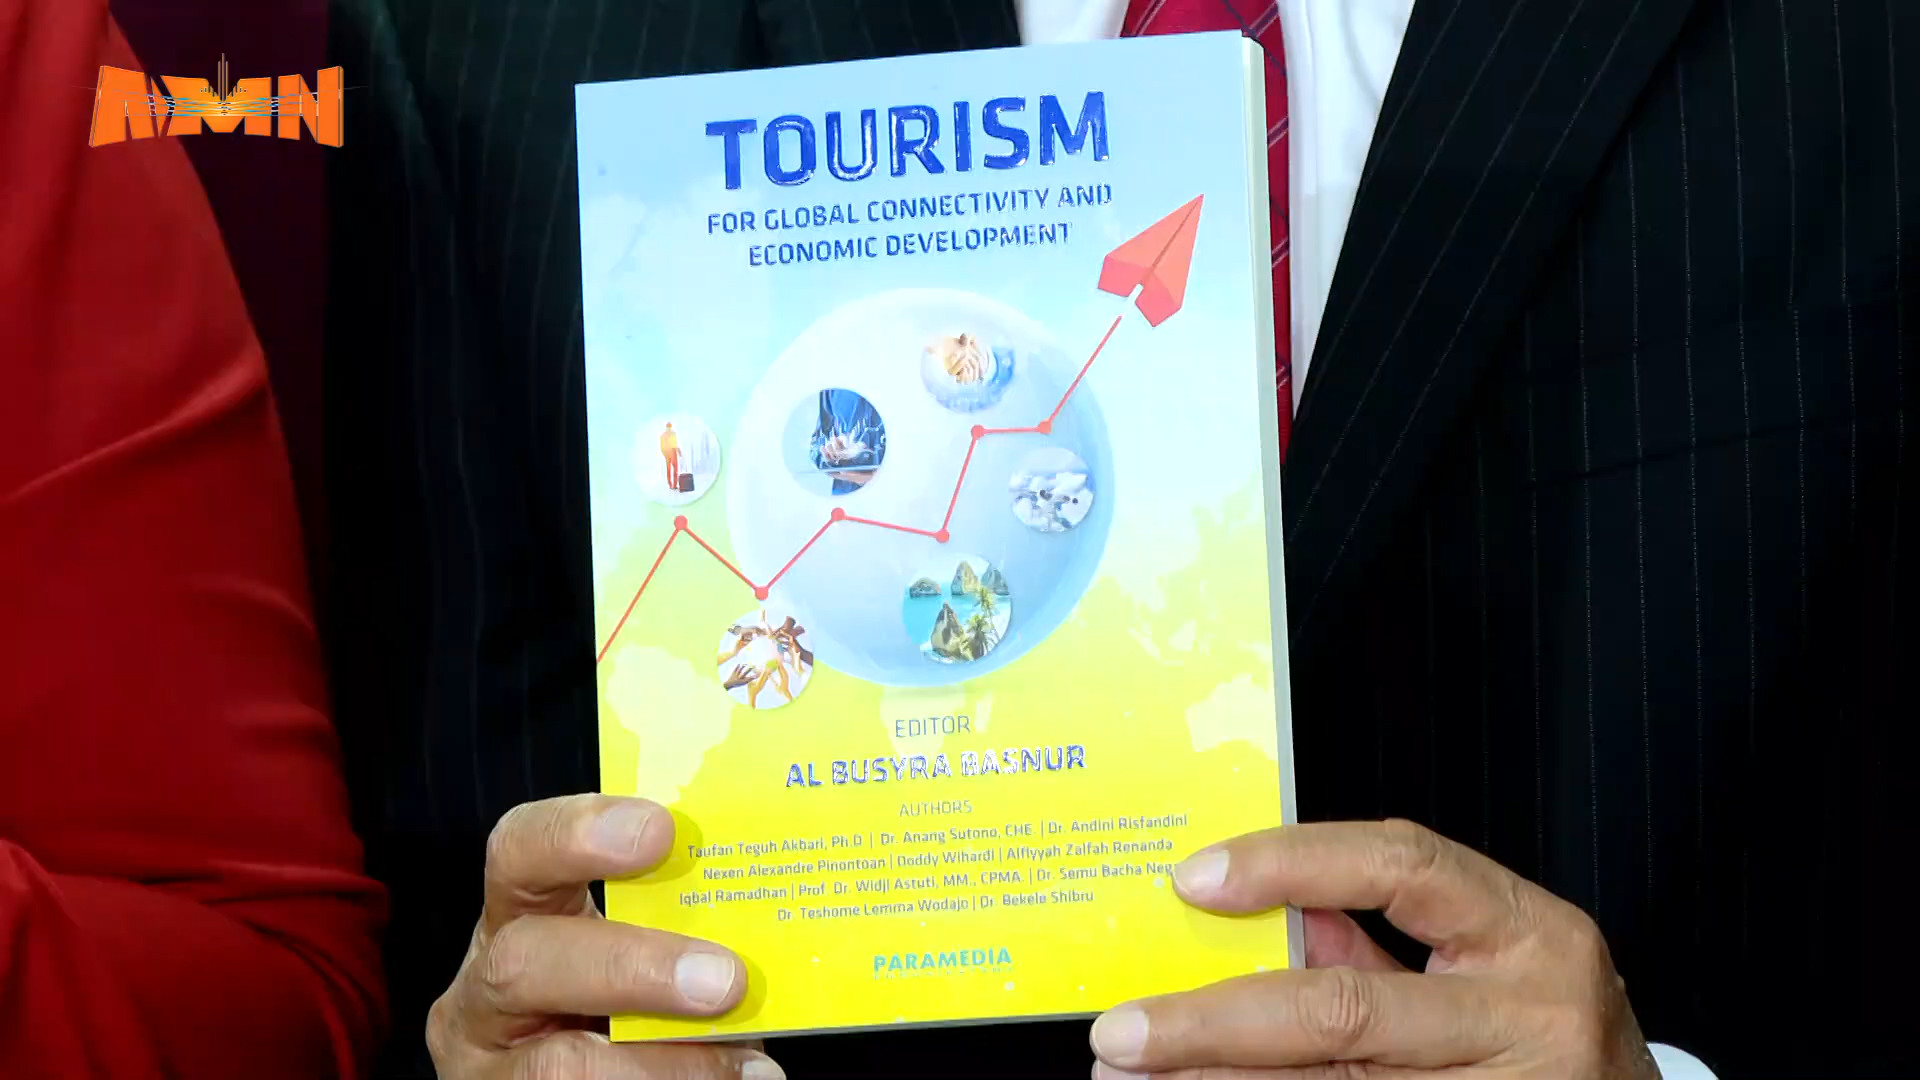 AMN
TOURISM
FOR GLOBAL CONNECTIVITY AND
ECONOMIC DEVELOPMENT
EDITOR
AL BUSYRA BASNUR
AUTHORS
Taufan Teguh Akbari, Ph.D | Dr. Anang Sutono, CHE. | Dr. Andini Risfandini
Nexen Alexandre Pinontoan | Doddy Wihardi | Alfiyyah Zalfah Renanda
Iqbal Ramadhan | Prof. Dr. Widji Astuti, MM., CPMA. | Dr. Semu Bacha
Dr. Teshome Lemma Wodajo | Dr. Bekele Shibru
PARAMEDIA